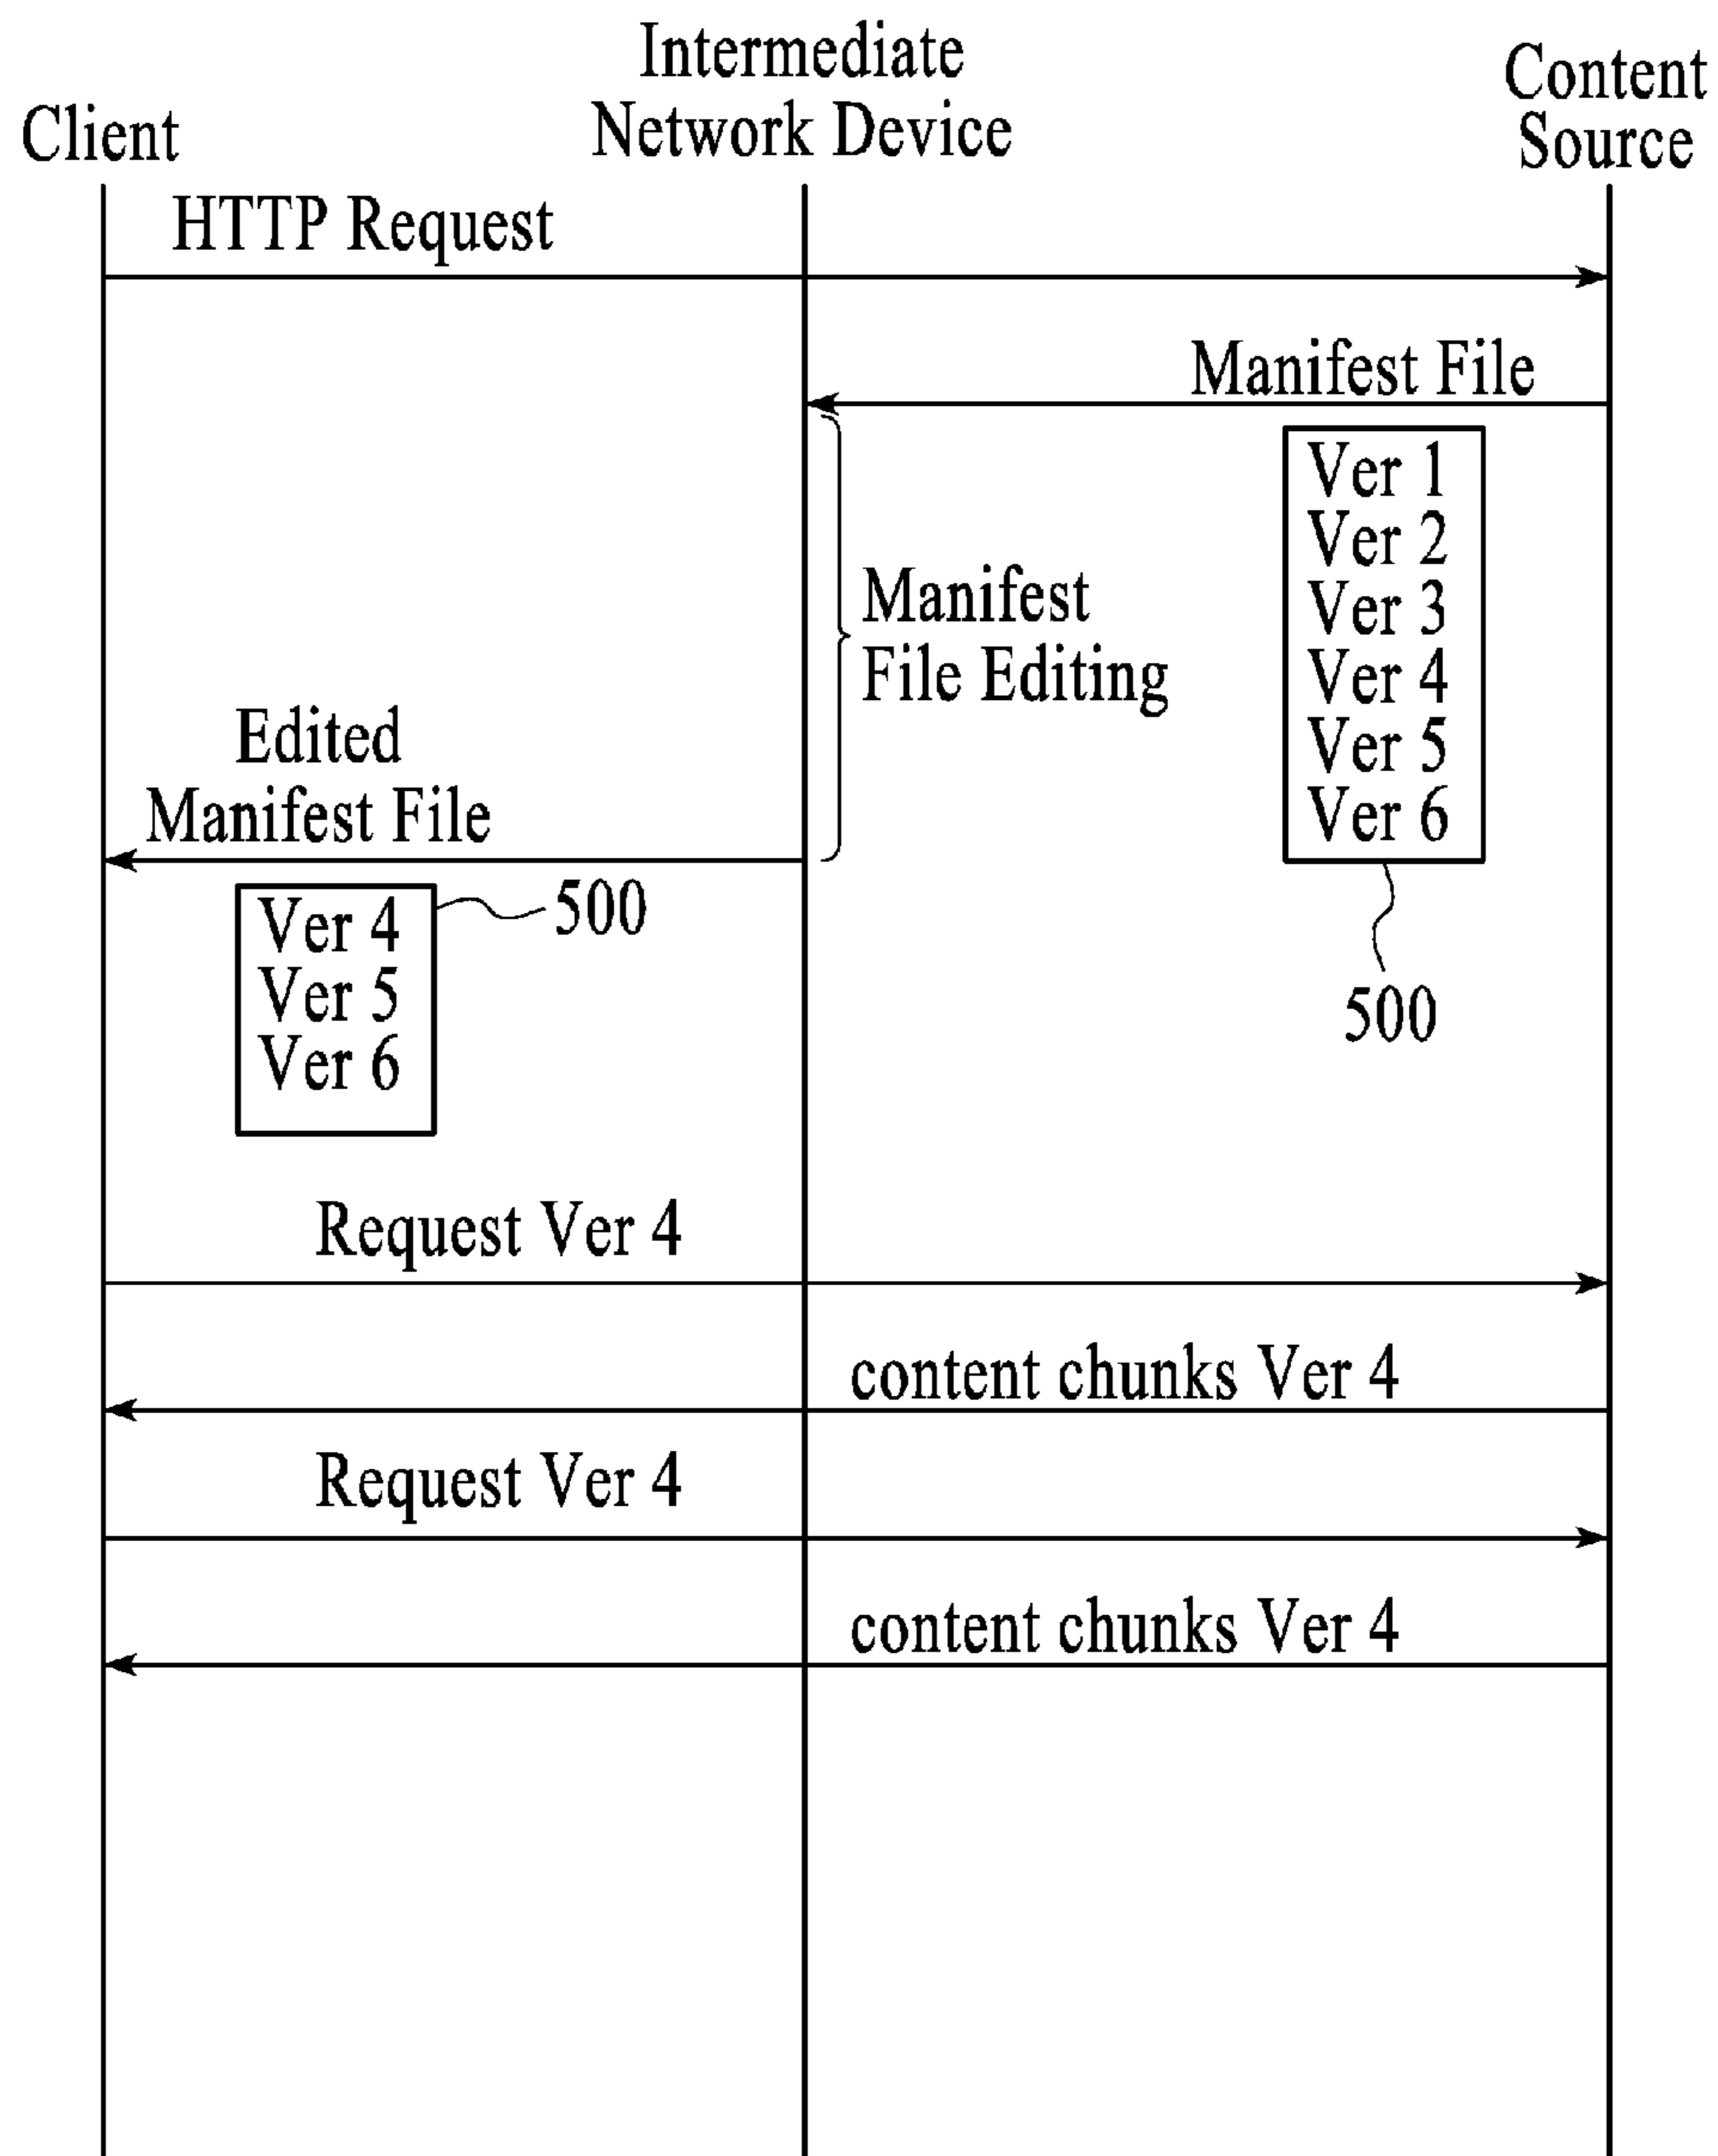 Client
Intermediate
Network Device
Content
Source
HTTP Request
Manifest File
Ver 1
Ver 2
Ver 3
Ver 4
Ver 5
Ver 6
500
Manifest
File Editing
Edited
Manifest File
Ver 4
Ver 5
Ver 6
500
Request Ver 4
content chunks Ver 4
Request Ver 4
content chunks Ver 4